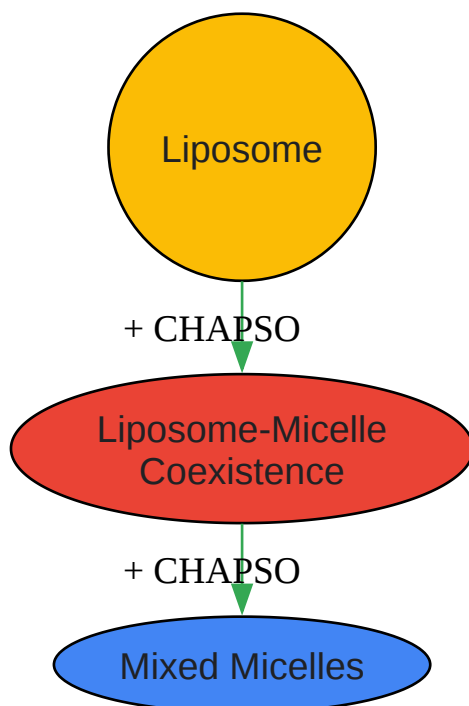 Liposome
+ CHAPSO
Liposome-Micelle
Coexistence
+ CHAPSO
Mixed Micelles